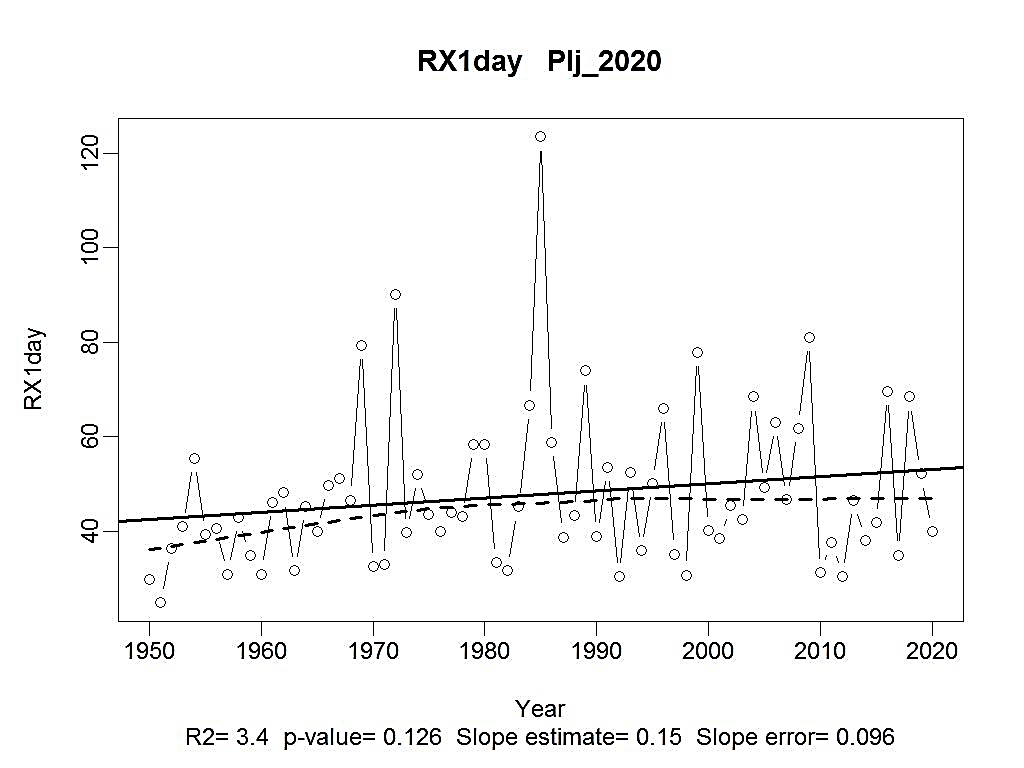 RX1day Plj_2020
120
100
80
60
40
RX1day
1950 1960 1970 1980 1990 2000 2010 2020
Year
R2= 3.4 p-value= 0.126 Slope estimate= 0.15 Slope error= 0.096